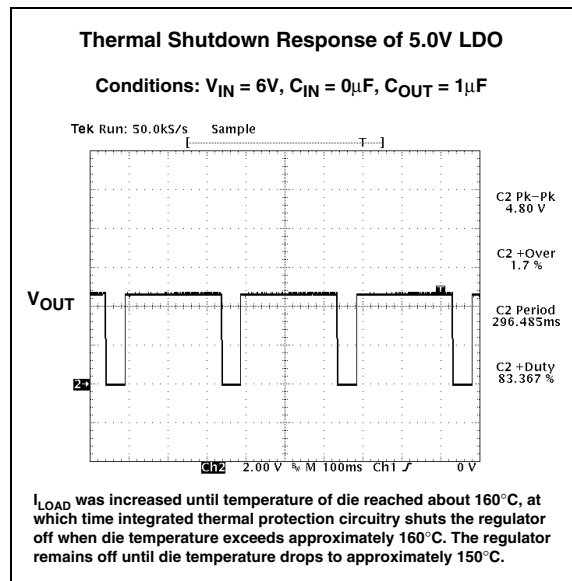 Thermal Shutdown Response of 5.0V LDO
Conditions: VIN = 6V, CIN = 0μF, COUT = 1μF
Tek Run: 50.0kS/s Sample
[ T ]
C2 Pk–Pk
4.80 V
C2 +Over
1.7 %
VOUT
C2 Period
296.485ms
C2 +Duty
83.367 %
2→
Ch2 2.00 V BW M 100ms Ch1 ∫ 0 V
ILOAD was increased until temperature of die reached about 160°C, at
which time integrated thermal protection circuitry shuts the regulator
off when die temperature exceeds approximately 160°C. The regulator
remains off until die temperature drops to approximately 150°C.